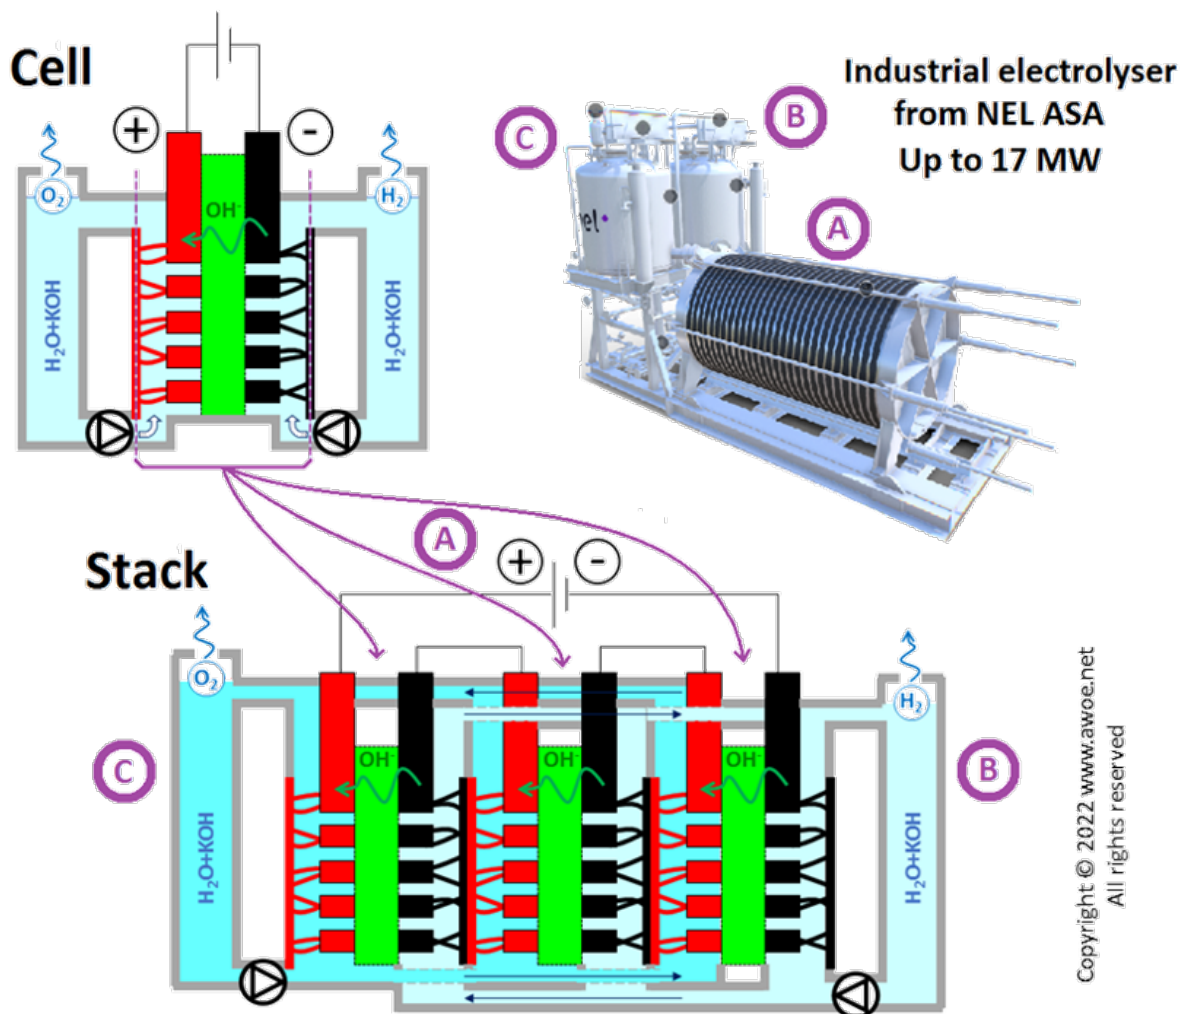 Cell
+
-
O₂
H₂
OH⁻
H₂O+KOH
H₂O+KOH
Industrial electrolyser
from NEL ASA
Up to 17 MW
C
B
A
nel
A
Stack
+
-
O₂
H₂
OH⁻
OH⁻
OH⁻
C
B
H₂O+KOH
H₂O+KOH
Copyright © 2022 www.awoe.net
All rights reserved